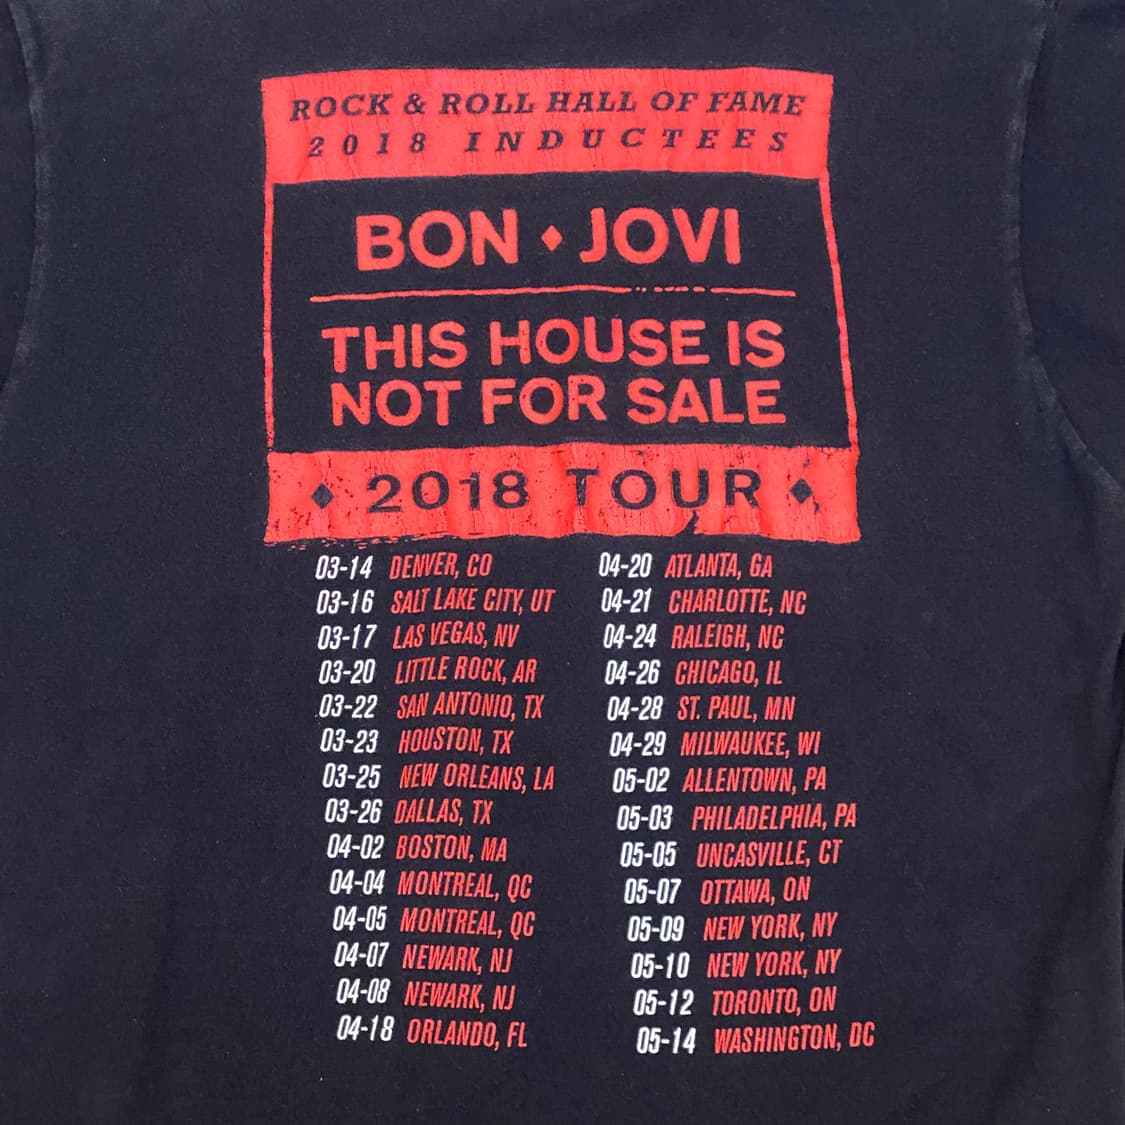 ROCK & ROLL HALL OF FAME
2018 INDUCTEES
BON ♦ JOVI
THIS HOUSE IS
NOT FOR SALE
♦ 2018 TOUR ♦
03-14 DENVER, CO
03-16 SALT LAKE CITY, UT
03-17 LAS VEGAS, NV
03-20 LITTLE ROCK, AR
03-22 SAN ANTONIO, TX
03-23 HOUSTON, TX
03-25 NEW ORLEANS, LA
03-26 DALLAS, TX
04-02 BOSTON, MA
04-04 MONTREAL, QC
04-05 MONTREAL, QC
04-07 NEWARK, NJ
04-08 NEWARK, NJ
04-18 ORLANDO, FL
04-20 ATLANTA, GA
04-21 CHARLOTTE, NC
04-24 RALEIGH, NC
04-26 CHICAGO, IL
04-28 ST. PAUL, MN
04-29 MILWAUKEE, WI
05-02 ALLENTOWN, PA
05-03 PHILADELPHIA, PA
05-05 UNCASVILLE, CT
05-07 OTTAWA, ON
05-09 NEW YORK, NY
05-10 NEW YORK, NY
05-12 TORONTO, ON
05-14 WASHINGTON, DC